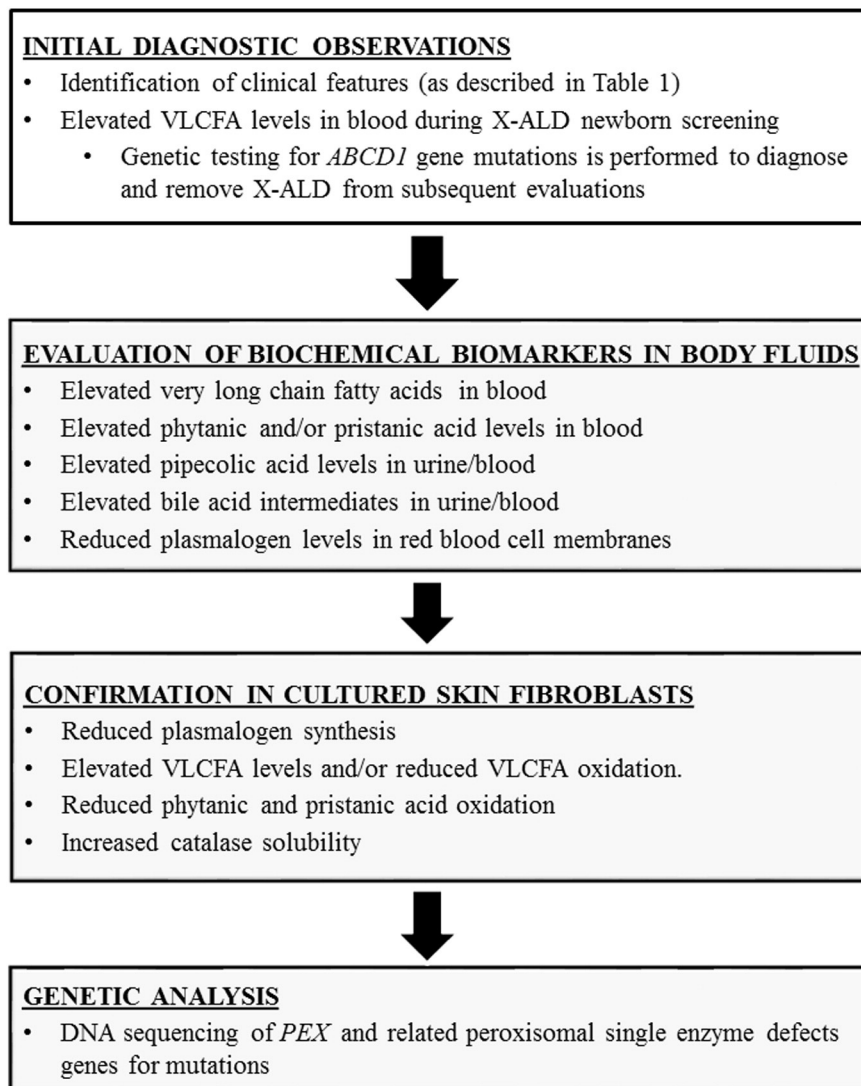 INITIAL DIAGNOSTIC OBSERVATIONS
• Identification of clinical features (as described in Table 1)
• Elevated VLCFA levels in blood during X-ALD newborn screening
• Genetic testing for ABCD1 gene mutations is performed to diagnose
and remove X-ALD from subsequent evaluations
EVALUATION OF BIOCHEMICAL BIOMARKERS IN BODY FLUIDS
• Elevated very long chain fatty acids in blood
• Elevated phytanic and/or pristanic acid levels in blood
• Elevated pipecolic acid levels in urine/blood
• Elevated bile acid intermediates in urine/blood
• Reduced plasmalogen levels in red blood cell membranes
CONFIRMATION IN CULTURED SKIN FIBROBLASTS
• Reduced plasmalogen synthesis
• Elevated VLCFA levels and/or reduced VLCFA oxidation.
• Reduced phytanic and pristanic acid oxidation
• Increased catalase solubility
GENETIC ANALYSIS
• DNA sequencing of PEX and related peroxisomal single enzyme defects
genes for mutations